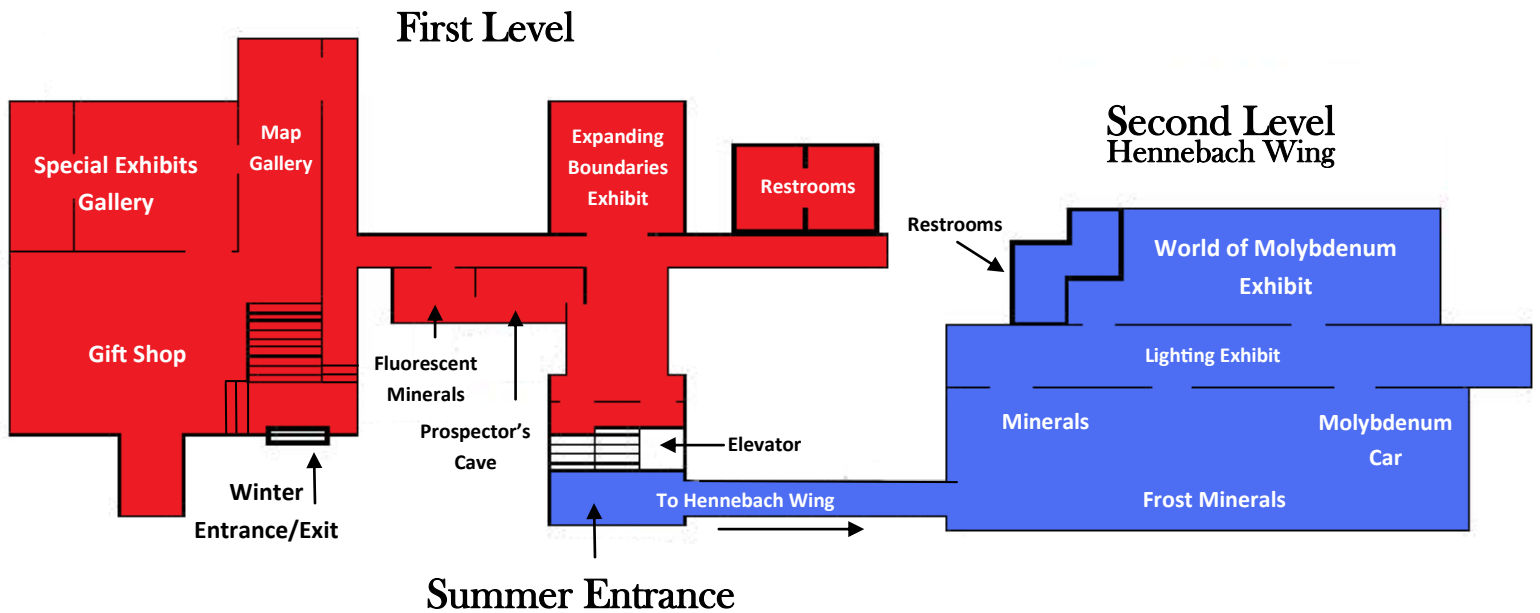 First Level
Map
Gallery
Special Exhibits
Gallery
Expanding
Boundaries
Exhibit
Restrooms
Gift Shop
Fluorescent
Minerals
Prospector's
Cave
Elevator
Winter
Entrance/Exit
To Hennebach Wing
Summer Entrance
Second Level
Hennebach Wing
Restrooms
World of Molybdenum
Exhibit
Lighting Exhibit
Minerals
Molybdenum
Car
Frost Minerals